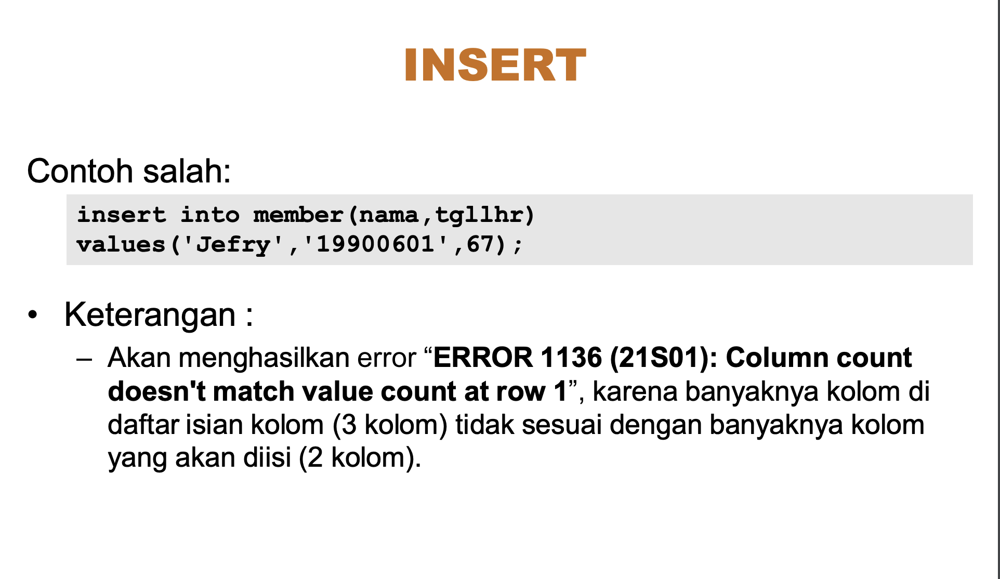 INSERT
Contoh salah:
insert into member(nama,tgllhr)
values('Jefry','19900601',67);
• Keterangan :
– Akan menghasilkan error “ERROR 1136 (21S01): Column count
doesn't match value count at row 1”, karena banyaknya kolom di
daftar isian kolom (3 kolom) tidak sesuai dengan banyaknya kolom
yang akan diisi (2 kolom).